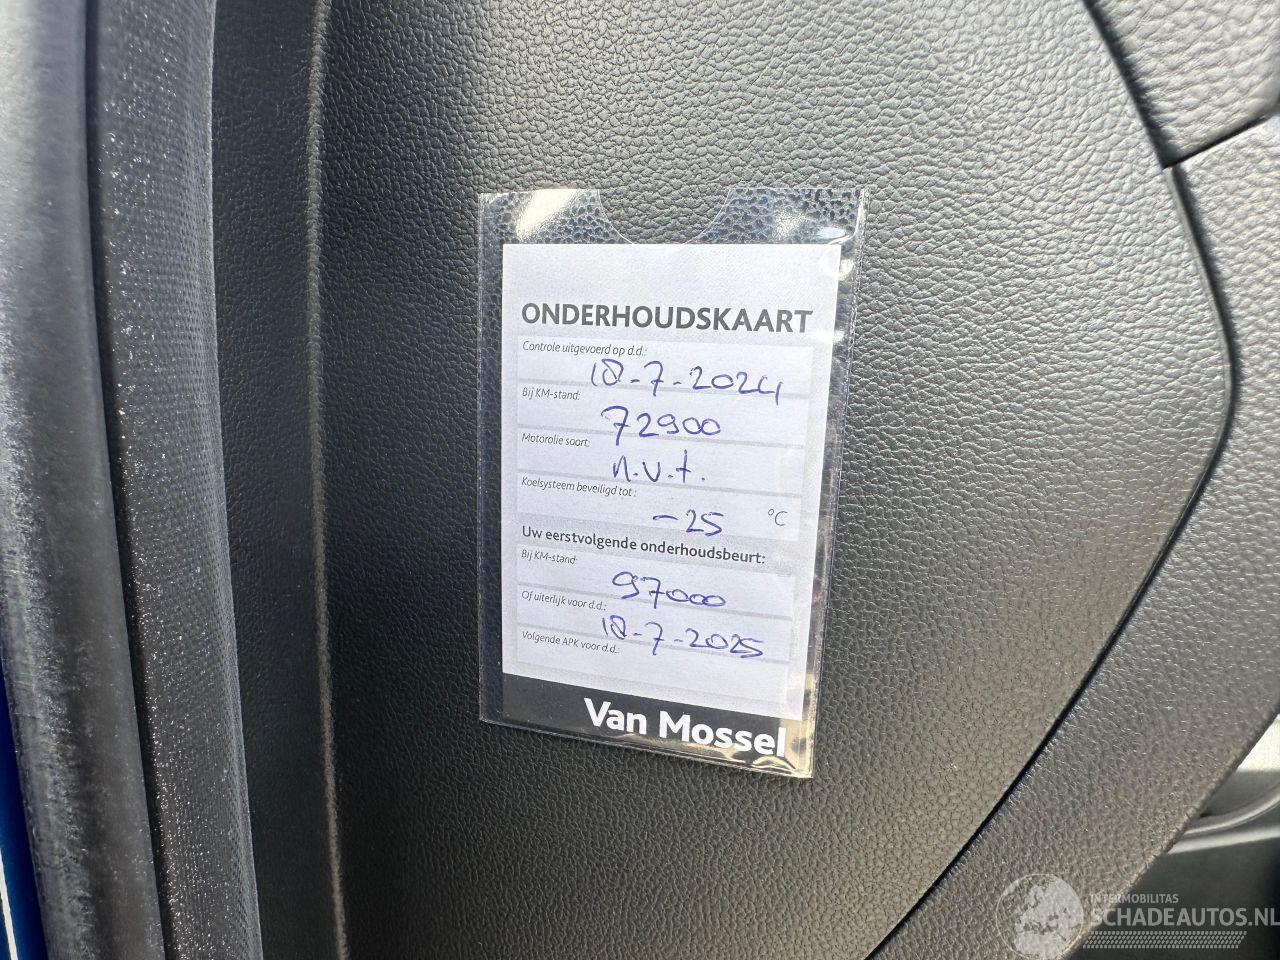 ONDERHOUDSKAART
Controle uitgevoerd op d.d.:
18-7-2024
Bij KM-stand:
72900
Motorolie soort:
n.v.t.
Koelsysteem beveiligd tot:
-25 °C
Uw eerstvolgende onderhoudsbeurt:
Bij KM-stand:
97000
Of uiterlijk voor d.d.:
18-7-2025
Volgende APK voor d.d.:
Van Mossel
INTERMOBILITAS
SCHADEAUTOS.NL